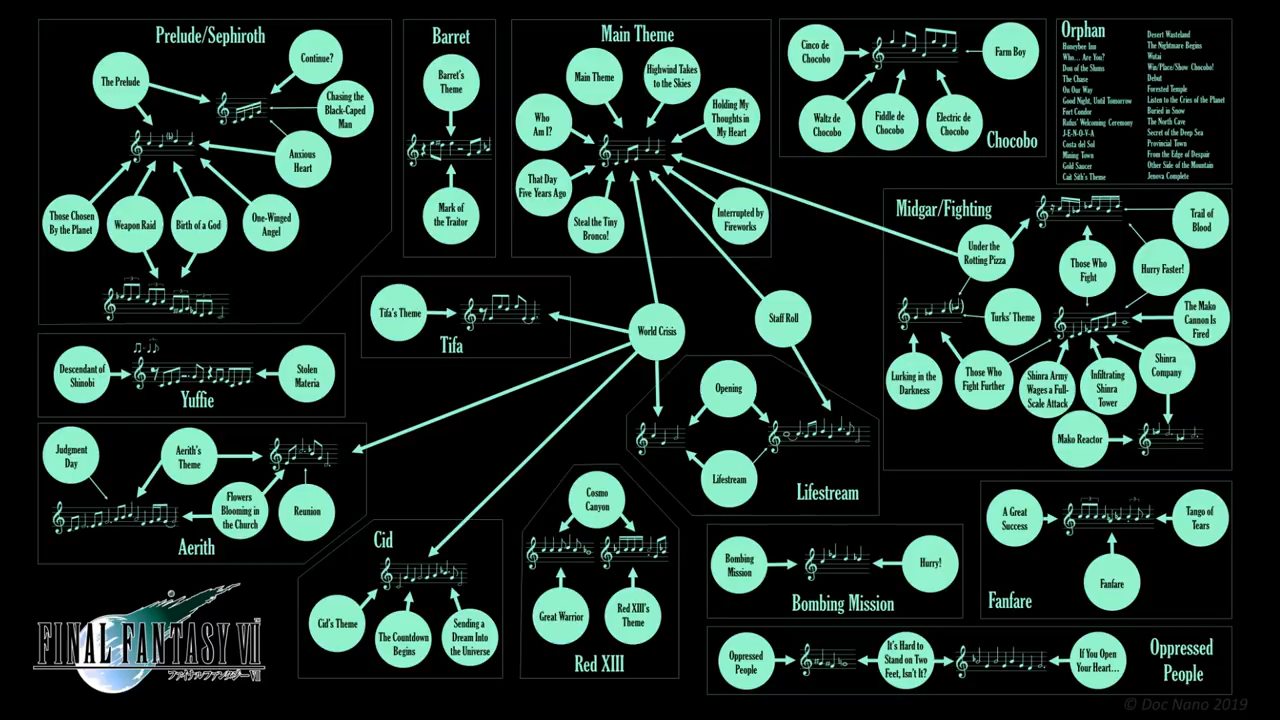 Prelude/Sephiroth
The Prelude
Continue?
Chasing the
Black-Caped
Man
Anxious
Heart
Those Chosen
By the Planet
Weapon Raid
Birth of a God
One-Winged
Angel
Barret
Barret's
Theme
Mark of
the Traitor
Main Theme
Main Theme
Highwind Takes
to the Skies
Who
Am I?
Holding My
Thoughts in
My Heart
That Day
Five Years Ago
Steal the Tiny
Bronco!
Interrupted by
Fireworks
Cinco de
Chocobo
Farm Boy
Waltz de
Chocobo
Fiddle de
Chocobo
Electric de
Chocobo
Chocobo
Orphan
Honeybee Inn
Who... Are You?
Don of the Slums
The Chase
On Our Way
Good Night, Until Tomorrow
Fort Condor
Rufus' Welcoming Ceremony
J-E-N-O-V-A
Costa del Sol
Mining Town
Gold Saucer
Cait Sith's Theme
Desert Wasteland
The Nightmare Begins
Wutai
Win/Place/Show Chocobo!
Debut
Forested Temple
Listen to the Cries of the Planet
Buried in Snow
The North Cave
Secret of the Deep Sea
Provincial Town
From the Edge of Despair
Other Side of the Mountain
Jenova Complete
Midgar/Fighting
Trail of
Blood
Under the
Rotting Pizza
Those Who
Fight
Hurry Faster!
Turks' Theme
The Mako
Cannon Is
Fired
Lurking in the
Darkness
Those Who
Fight Further
Shinra Army
Wages a Full-
Scale Attack
Infiltrating
Shinra
Tower
Shinra
Company
Mako Reactor
Tifa's Theme
Tifa
World Crisis
Staff Roll
Descendant of
Shinobi
Stolen
Materia
Yuffie
Opening
Lifestream
Lifestream
Judgment
Day
Aerith's
Theme
Flowers
Blooming in
the Church
Reunion
Aerith
Cid
Cid's Theme
The Countdown
Begins
Sending a
Dream Into
the Universe
Cosmo
Canyon
Great Warrior
Red XIII's
Theme
Red XIII
Bombing
Mission
Hurry!
Bombing Mission
A Great
Success
Tango of
Tears
Fanfare
Fanfare
Oppressed
People
It's Hard to
Stand on Two
Feet, Isn't It?
If You Open
Your Heart...
Oppressed
People
FINAL FANTASY VII
ファイナルファンタジーVII
© Doc Nano 2019